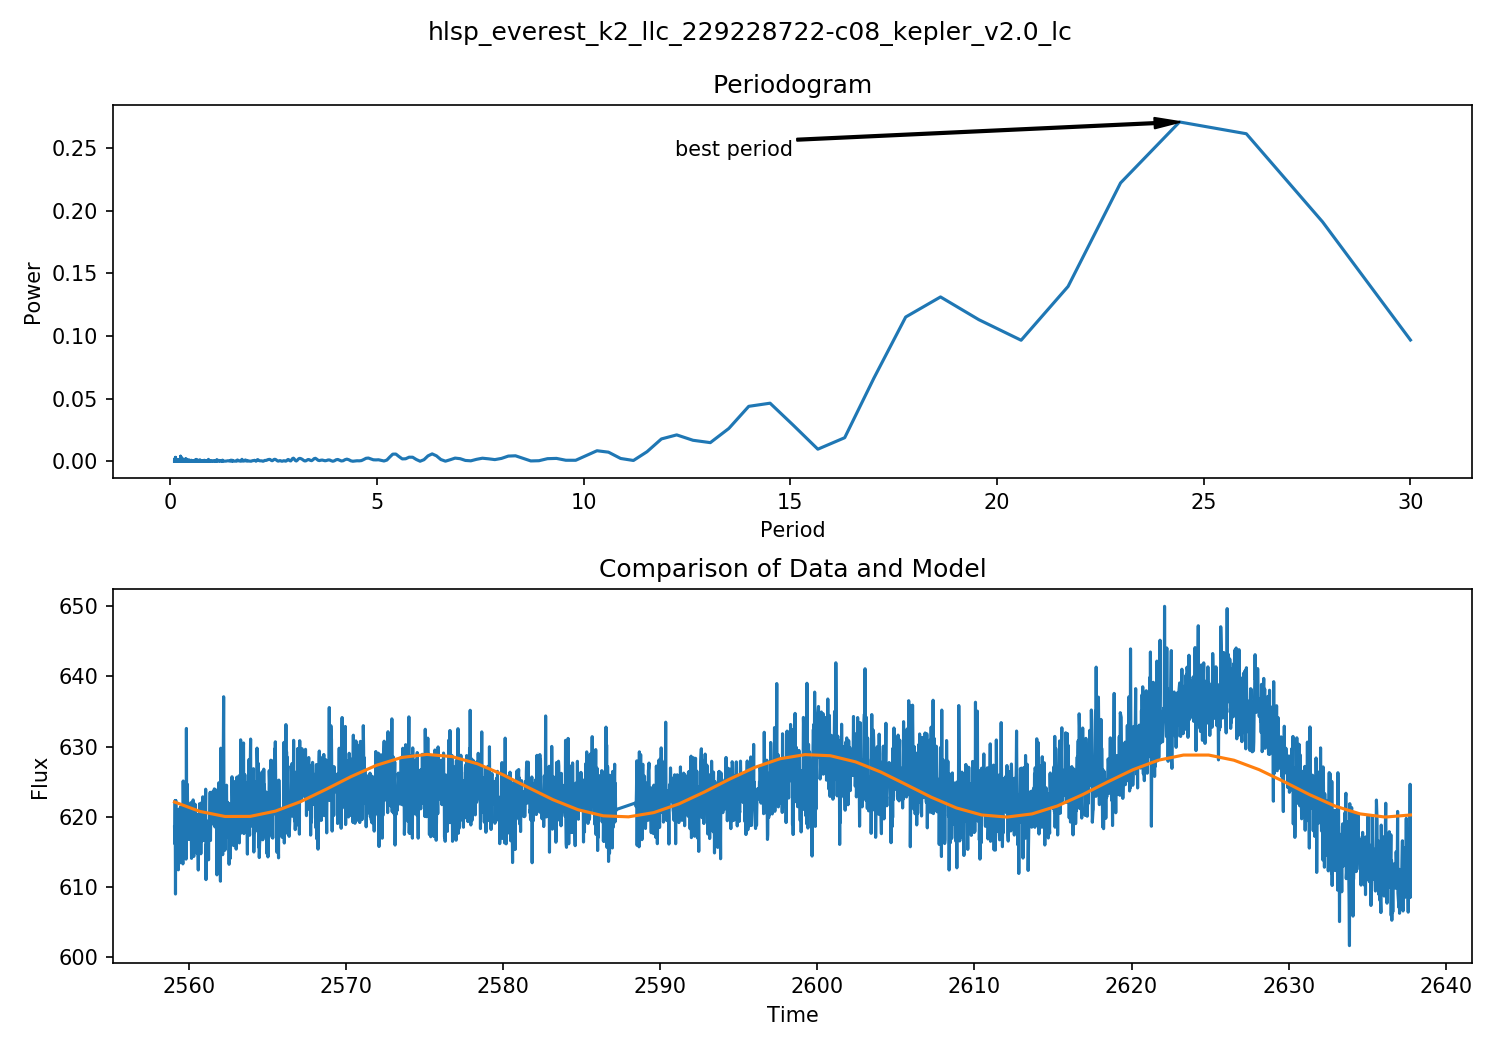 hlsp_everest_k2_llc_229228722-c08_kepler_v2.0_lc
Periodogram
0.25
0.20
0.15
0.10
0.05
0.00
Power
best period
0 5 10 15 20 25 30
Period
Comparison of Data and Model
650
640
630
620
610
600
Flux
2560 2570 2580 2590 2600 2610 2620 2630 2640
Time